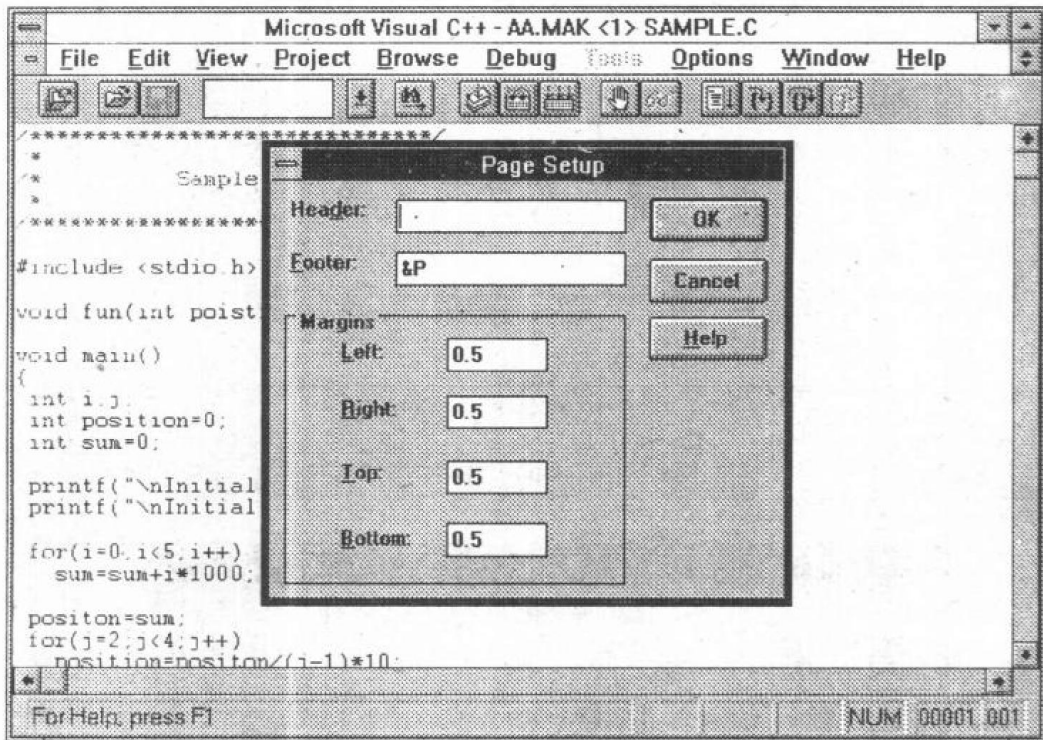 Microsoft Visual C++ - AA.MAK <1> SAMPLE.C
File Edit View Project Browse Debug Tools Options Window Help
/******************************/
*
/* Sample
*
/******************************
#include <stdio.h>
void fun(int poist
void main()
{
int i,j;
int position=0;
int sum=0;
printf("\nInitial
printf("\nInitial
for(i=0;i<5;i++)
sum=sum+i*1000;
positon=sum;
for(j=2;j<4;j++)
position=positon/(j-1)*10;
Page Setup
Header:
OK
Footer: &P
Cancel
Help
Margins
Left: 0.5
Right: 0.5
Top: 0.5
Bottom: 0.5
For Help, press F1
NUM 00001 001